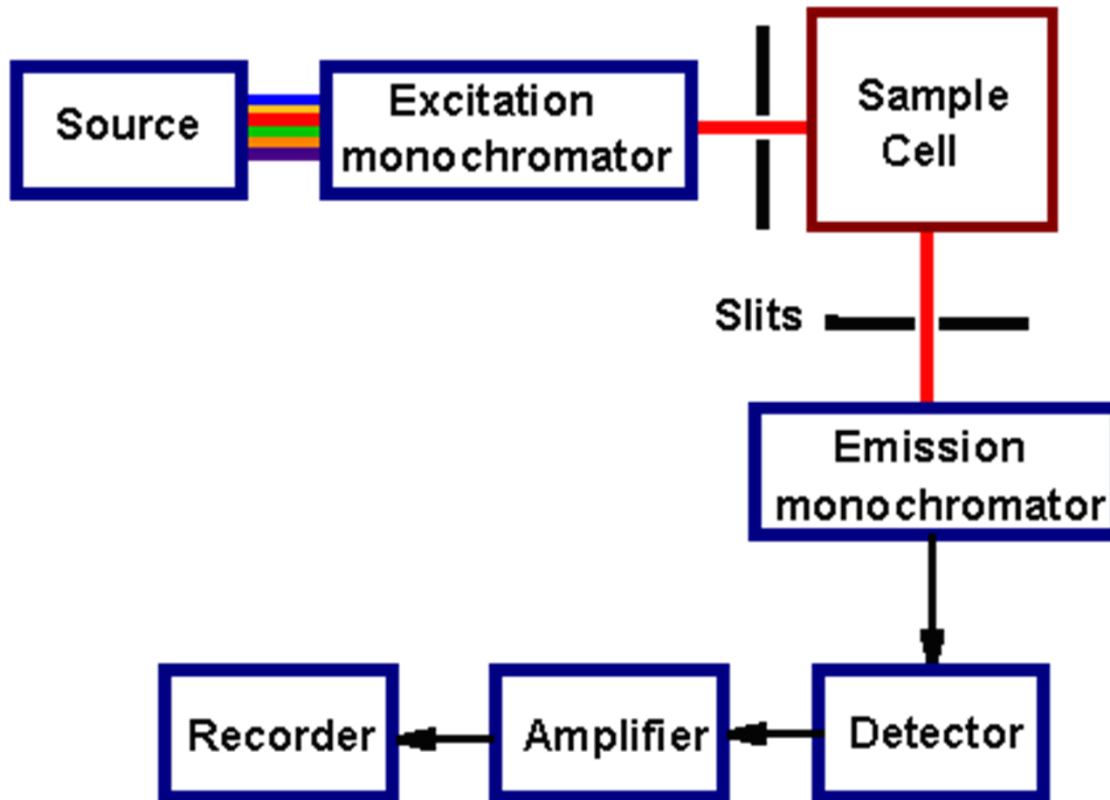 Source
Excitation
monochromator
Sample
Cell
Slits
Emission
monochromator
Recorder
Amplifier
Detector